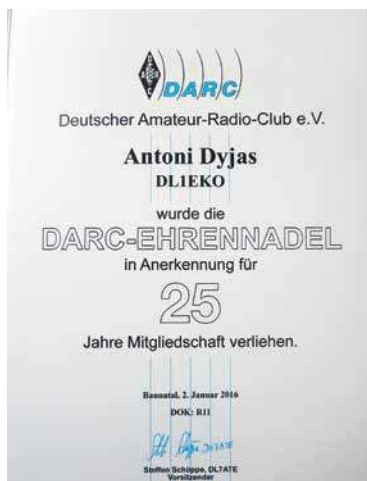 DARC
Deutscher Amateur-Radio-Club e.V.
Antoni Dyjas
DL1EKO
wurde die
DARC-EHRENNADEL
in Anerkennung für
25
Jahre Mitgliedschaft verliehen.
Baunatal, 2. Januar 2016
DOK: R11
DL7ATE
Steffen Schöppe, DL7ATE
Vorsitzender